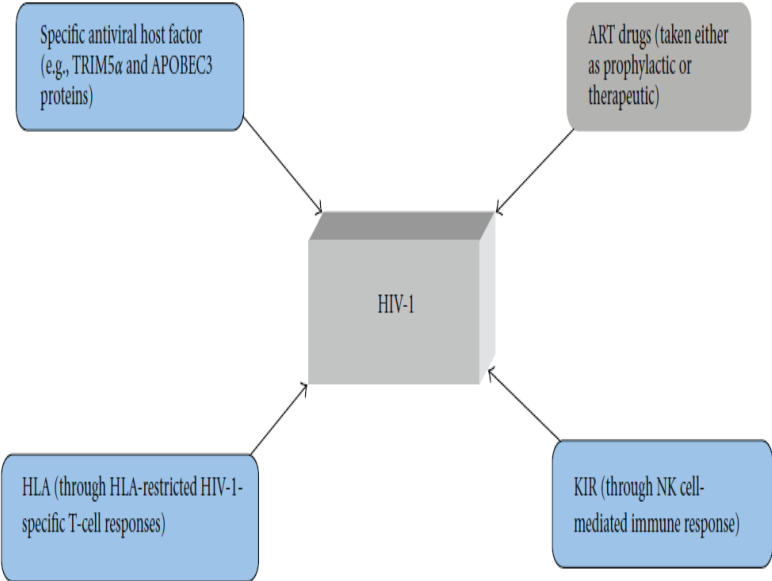 Specific antiviral host factor
(e.g., TRIM5α and APOBEC3
proteins)
ART drugs (taken either
as prophylactic or
therapeutic)
HIV-1
HLA (through HLA-restricted HIV-1-
specific T-cell responses)
KIR (through NK cell-
mediated immune response)